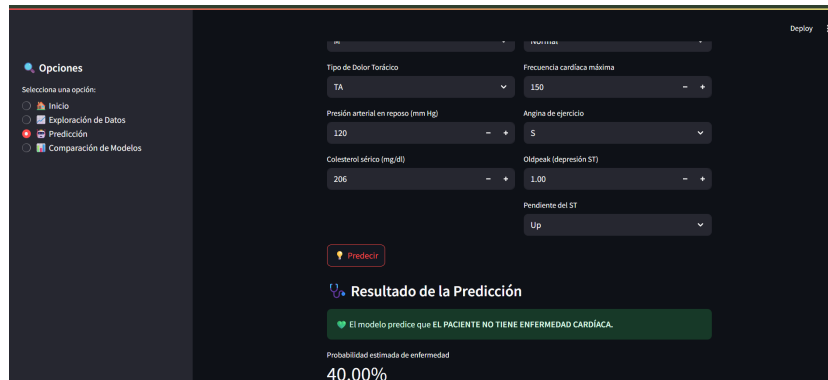 Deploy
M
Normal
Opciones
Tipo de Dolor Torácico
Frecuencia cardíaca máxima
TA
150
Selecciona una opción:
Inicio
Presión arterial en reposo (mm Hg)
Angina de ejercicio
Exploración de Datos
120
S
Predicción
Comparación de Modelos
Colesterol sérico (mg/dl)
Oldpeak (depresión ST)
206
1.00
Pendiente del ST
Up
Predecir
Resultado de la Predicción
El modelo predice que EL PACIENTE NO TIENE ENFERMEDAD CARDÍACA.
Probabilidad estimada de enfermedad
40.00%